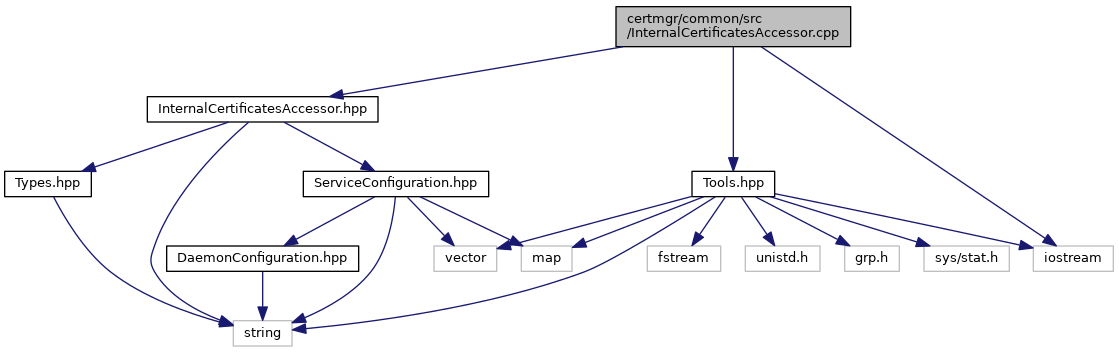 certmgr/common/src
/InternalCertificatesAccessor.cpp
InternalCertificatesAccessor.hpp
Types.hpp
ServiceConfiguration.hpp
Tools.hpp
DaemonConfiguration.hpp
vector
map
fstream
unistd.h
grp.h
sys/stat.h
iostream
string